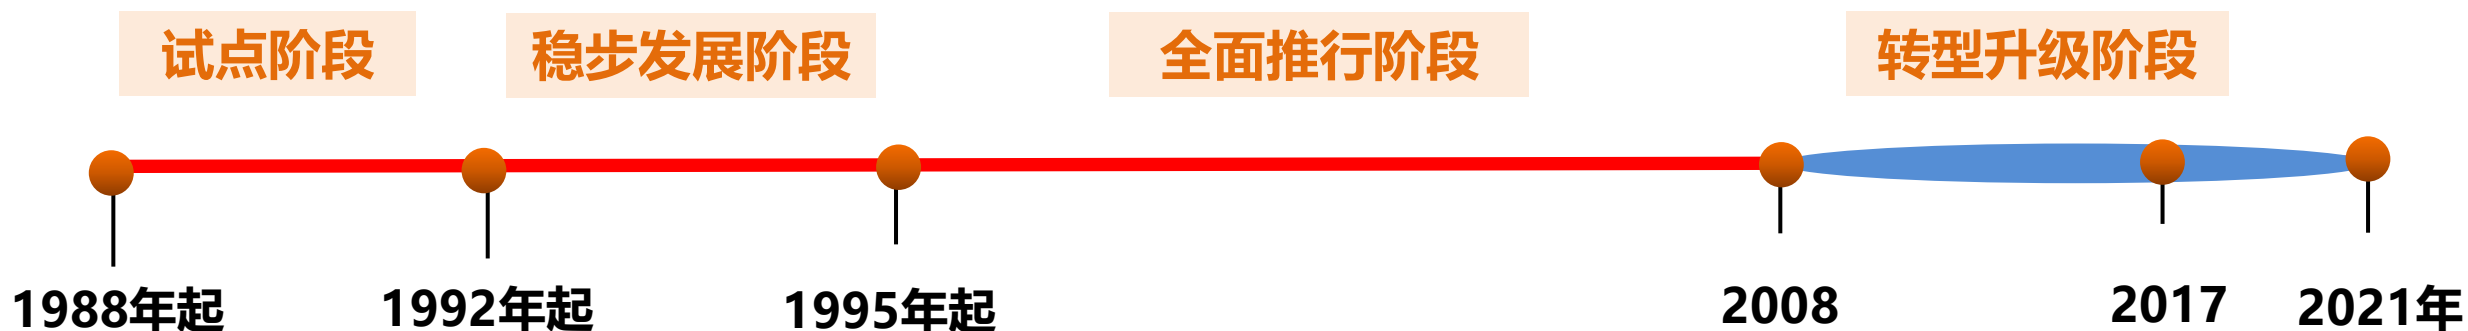 试点阶段
稳步发展阶段
全面推行阶段
转型升级阶段
1988年起
1992年起
1995年起
2008
2017
2021年